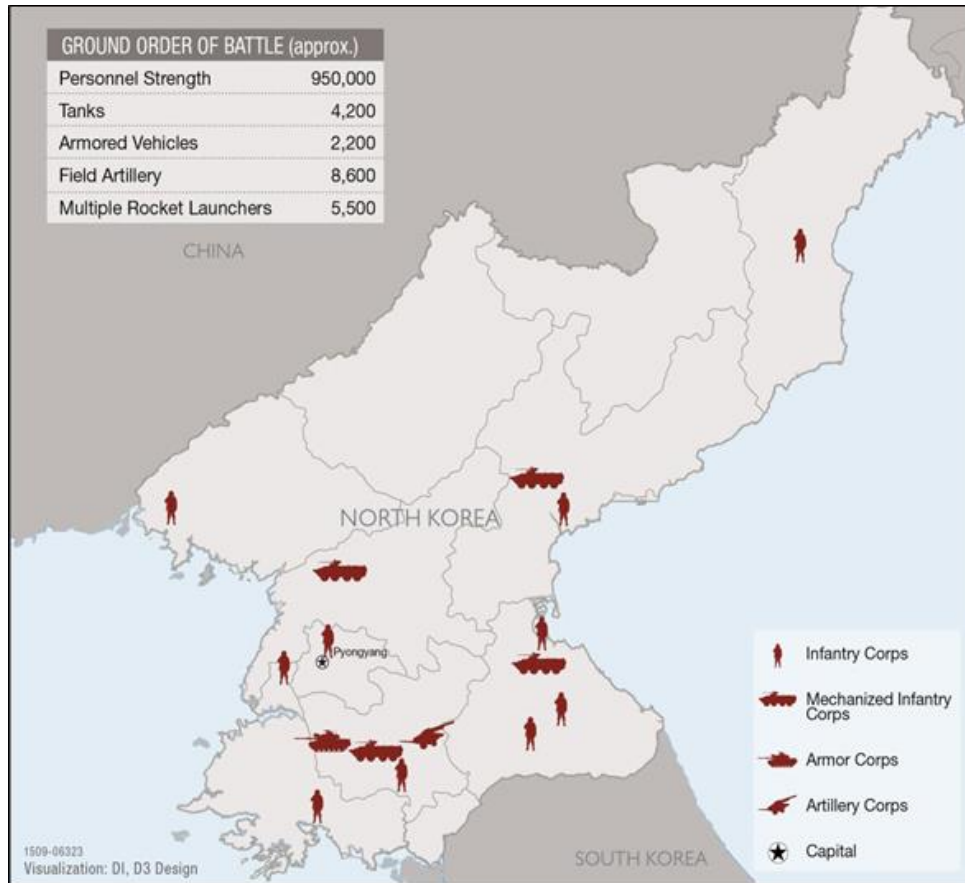 GROUND ORDER OF BATTLE (approx.)
Personnel Strength 950,000
Tanks 4,200
Armored Vehicles 2,200
Field Artillery 8,600
Multiple Rocket Launchers 5,500
CHINA
NORTH KOREA
Pyongyang
Infantry Corps
Mechanized Infantry
Corps
Armor Corps
Artillery Corps
Capital
SOUTH KOREA
1509-06323
Visualization: DI, D3 Design